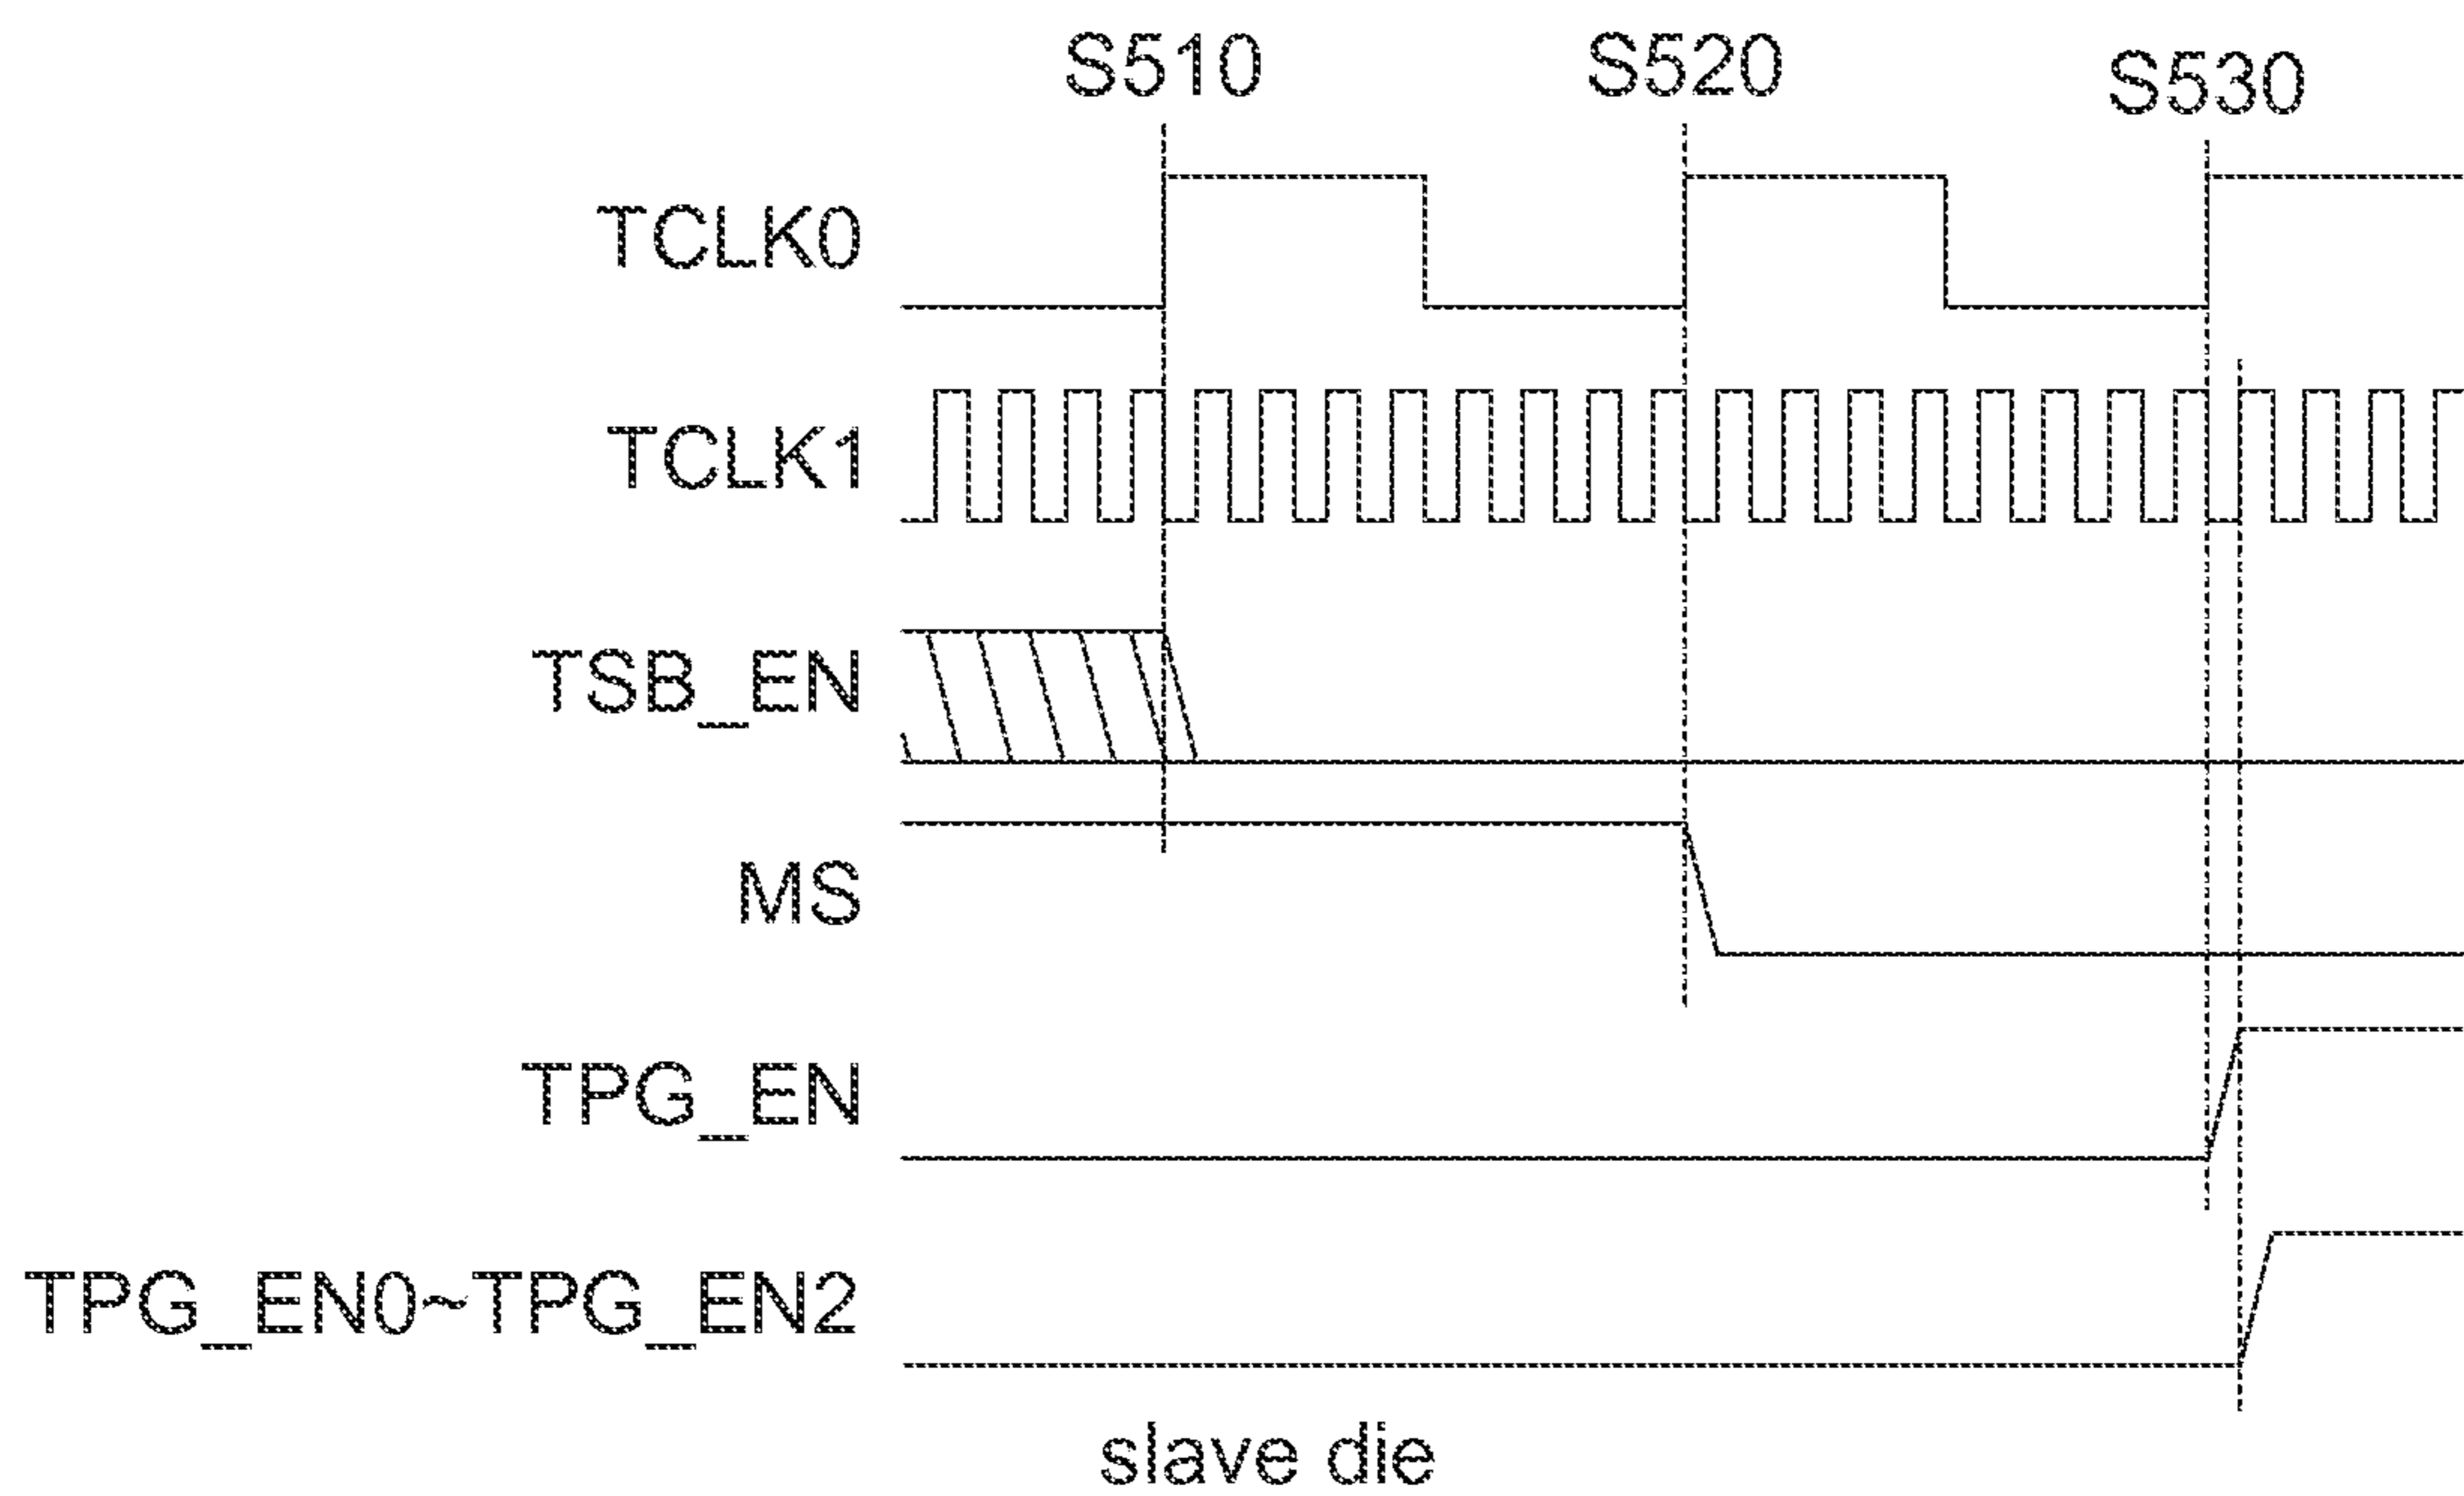 S510 S520 S530
TCLK0
TCLK1
TSB_EN
MS
TPG_EN
TPG_EN0~TPG_EN2
slave die